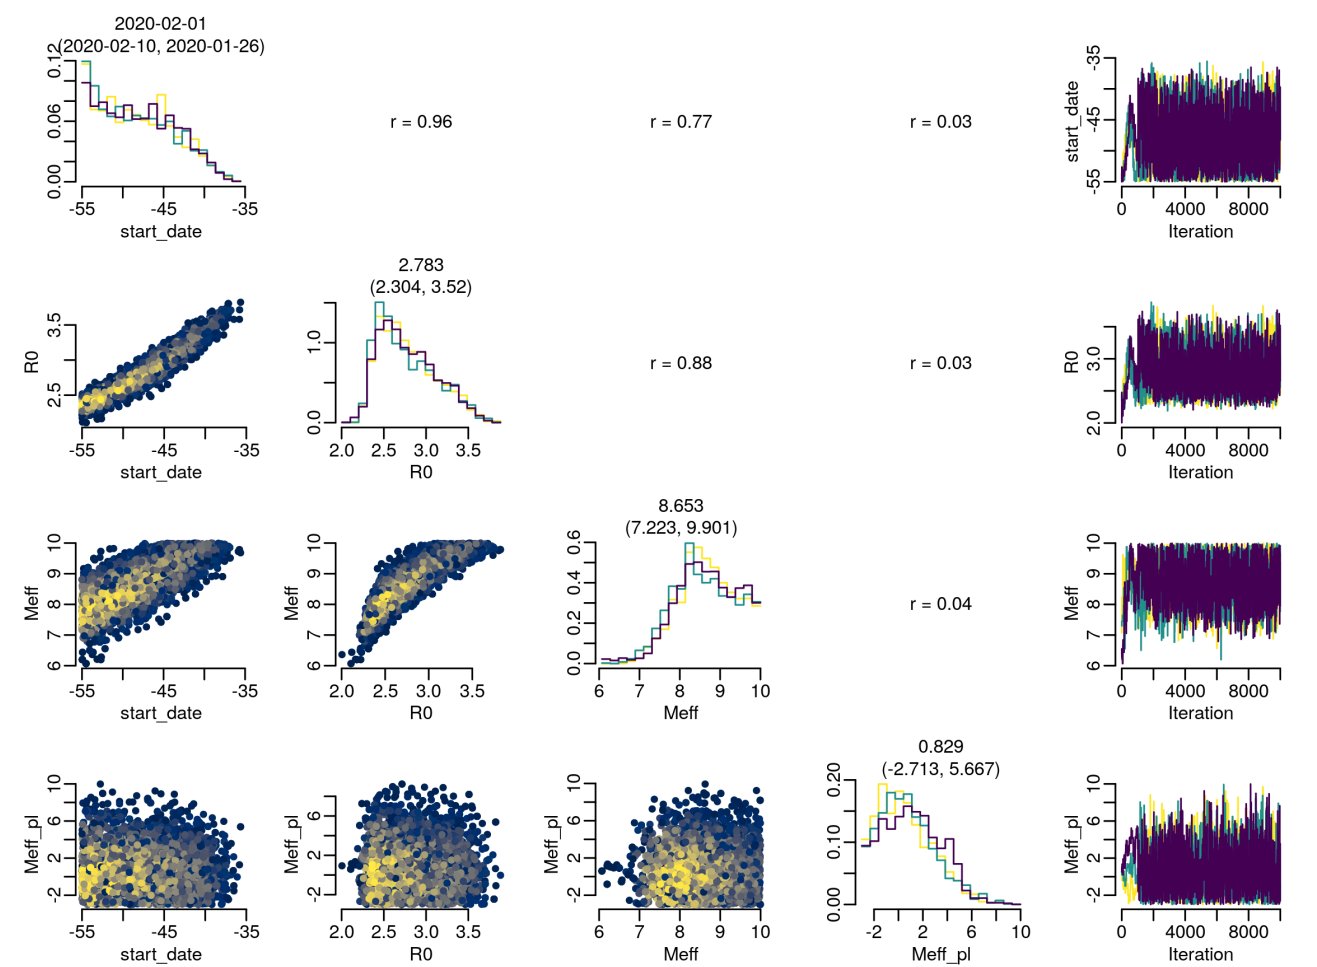 2020-02-01
(2020-02-10, 2020-01-26)
0.00 0.06 0.12
-55 -45 -35
start_date
r = 0.96
r = 0.77
r = 0.03
start_date
-55 -45 -35
0 4000 8000
Iteration
R0
2.5 3.5
-55 -45 -35
start_date
2.783
(2.304, 3.52)
0.0 1.0
2.0 2.5 3.0 3.5
R0
r = 0.88
r = 0.03
R0
2.0 3.0
0 4000 8000
Iteration
Meff
6 7 8 9 10
-55 -45 -35
start_date
Meff
6 7 8 9 10
2.0 2.5 3.0 3.5
R0
8.653
(7.223, 9.901)
0.0 0.2 0.4 0.6
6 7 8 9 10
Meff
r = 0.04
Meff
6 7 8 9 10
0 4000 8000
Iteration
Meff_pl
-2 2 6 10
-55 -45 -35
start_date
Meff_pl
-2 2 6
2.0 2.5 3.0 3.5
R0
Meff_pl
-2 2 6 10
6 7 8 9 10
Meff
0.829
(-2.713, 5.667)
0.00 0.10 0.20
-2 2 6 10
Meff_pl
Meff_pl
-2 2 6 10
0 4000 8000
Iteration